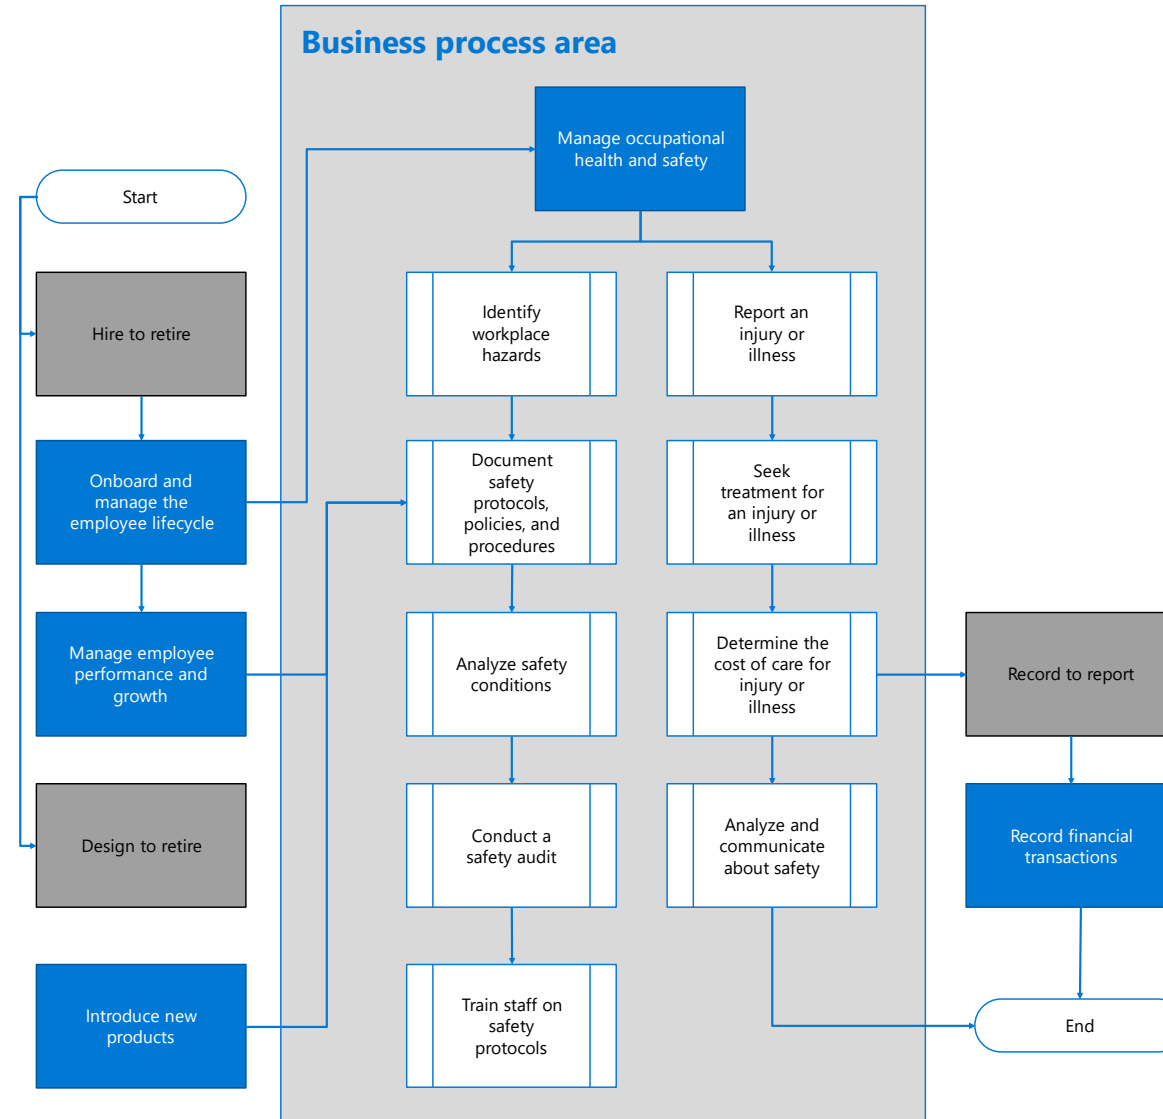 Business process area
Manage occupational
health and safety
Start
Hire to retire
Onboard and
manage the
employee lifecycle
Manage employee
performance and
growth
Design to retire
Introduce new
products
Identify
workplace
hazards
Document
safety
protocols,
policies, and
procedures
Analyze safety
conditions
Conduct a
safety audit
Train staff on
safety
protocols
Report an
injury or
illness
Seek
treatment for
an injury or
illness
Determine the
cost of care for
injury or
illness
Analyze and
communicate
about safety
Record to report
Record financial
transactions
End